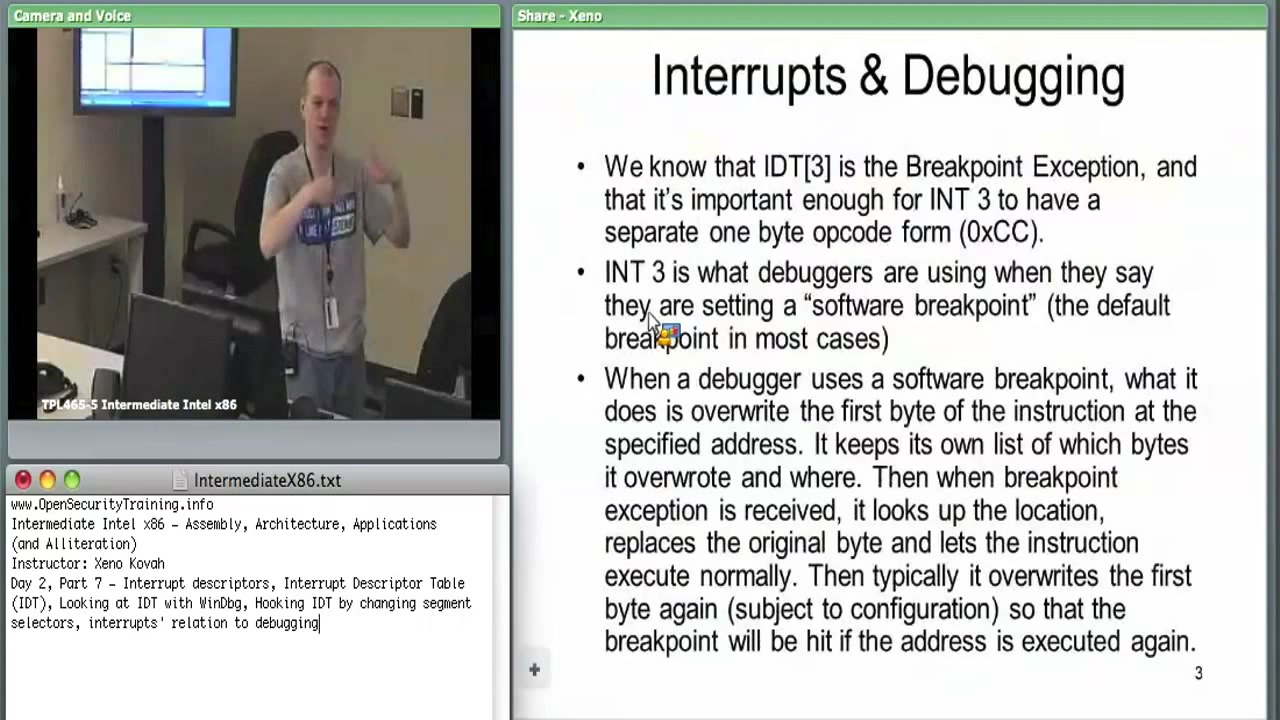 Camera and Voice
TPL465-5 Intermediate Intel x86
IntermediateX86.txt
www.OpenSecurityTraining.info
Intermediate Intel x86 – Assembly, Architecture, Applications
(and Alliteration)
Instructor: Xeno Kovah
Day 2, Part 7 – Interrupt descriptors, Interrupt Descriptor Table
(IDT), Looking at IDT with WinDbg, Hooking IDT by changing segment
selectors, interrupts' relation to debugging
Share - Xeno
Interrupts & Debugging
• We know that IDT[3] is the Breakpoint Exception, and
that it’s important enough for INT 3 to have a
separate one byte opcode form (0xCC).
• INT 3 is what debuggers are using when they say
they are setting a “software breakpoint” (the default
breakpoint in most cases)
• When a debugger uses a software breakpoint, what it
does is overwrite the first byte of the instruction at the
specified address. It keeps its own list of which bytes
it overwrote and where. Then when breakpoint
exception is received, it looks up the location,
replaces the original byte and lets the instruction
execute normally. Then typically it overwrites the first
byte again (subject to configuration) so that the
breakpoint will be hit if the address is executed again.
3